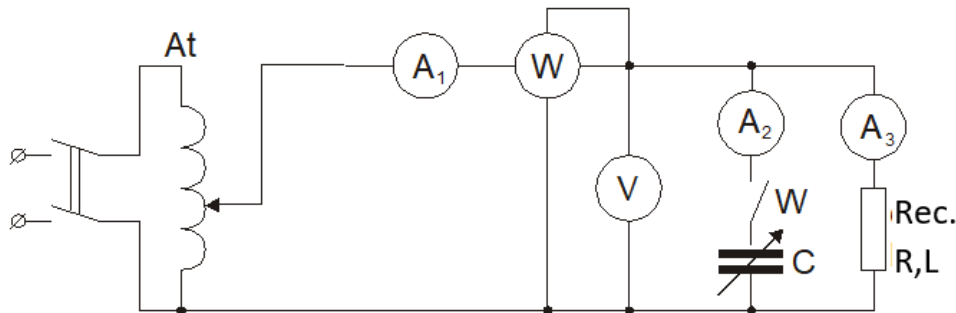 At
A₁
W
A₂
A₃
V
W
C
Rec.
R,L